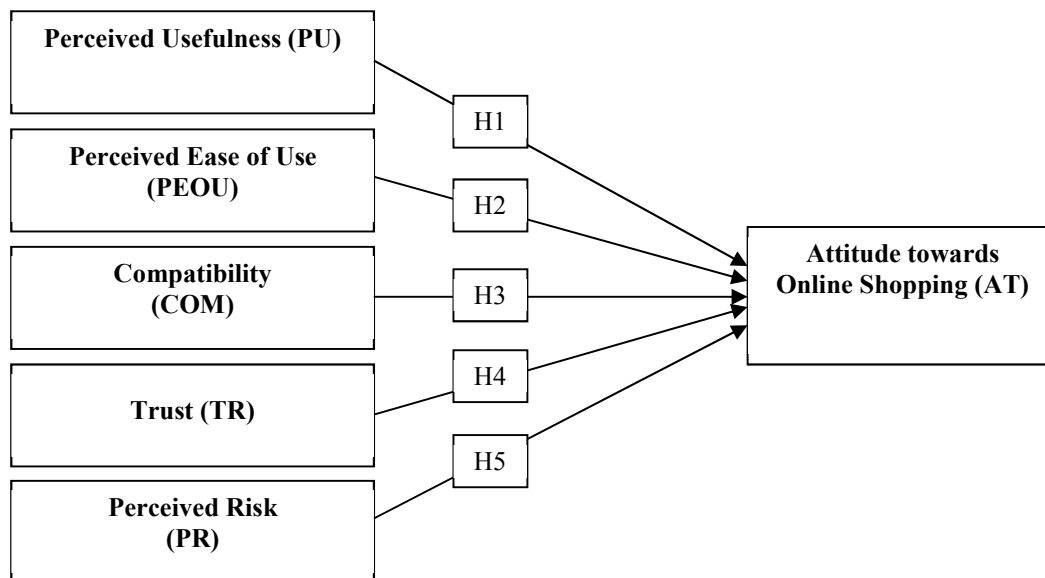 Perceived Usefulness (PU)
H1
Perceived Ease of Use
(PEOU)
H2
Compatibility
(COM)
H3
Attitude towards
Online Shopping (AT)
Trust (TR)
H4
Perceived Risk
(PR)
H5